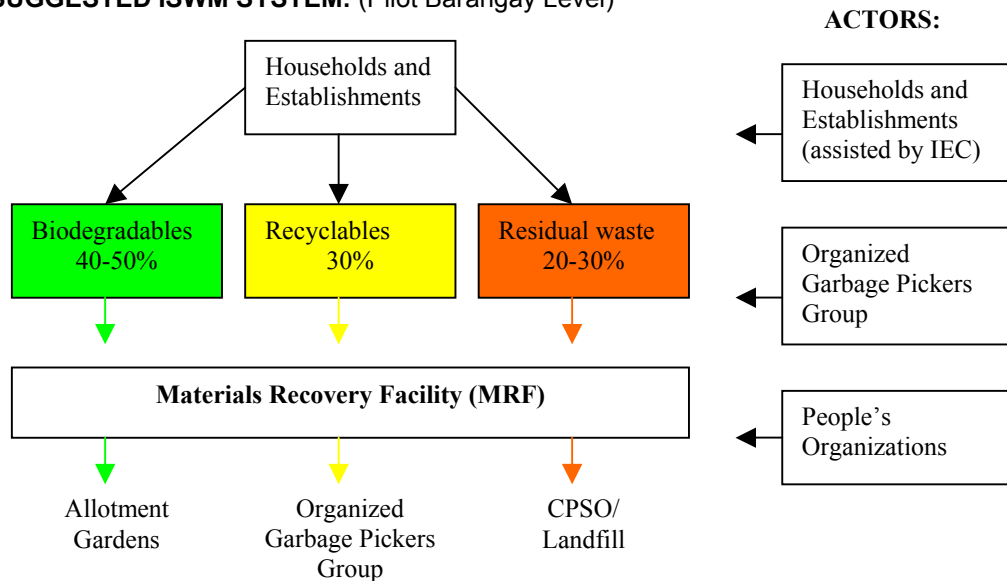 SUGGESTED ISWM SYSTEM: (Pilot Barangay Level)
ACTORS:
Households and
Establishments
Households and
Establishments
(assisted by IEC)
Biodegradables
40-50%
Recyclables
30%
Residual waste
20-30%
Organized
Garbage Pickers
Group
Materials Recovery Facility (MRF)
People’s
Organizations
Allotment
Gardens
Organized
Garbage Pickers
Group
CPSO/
Landfill